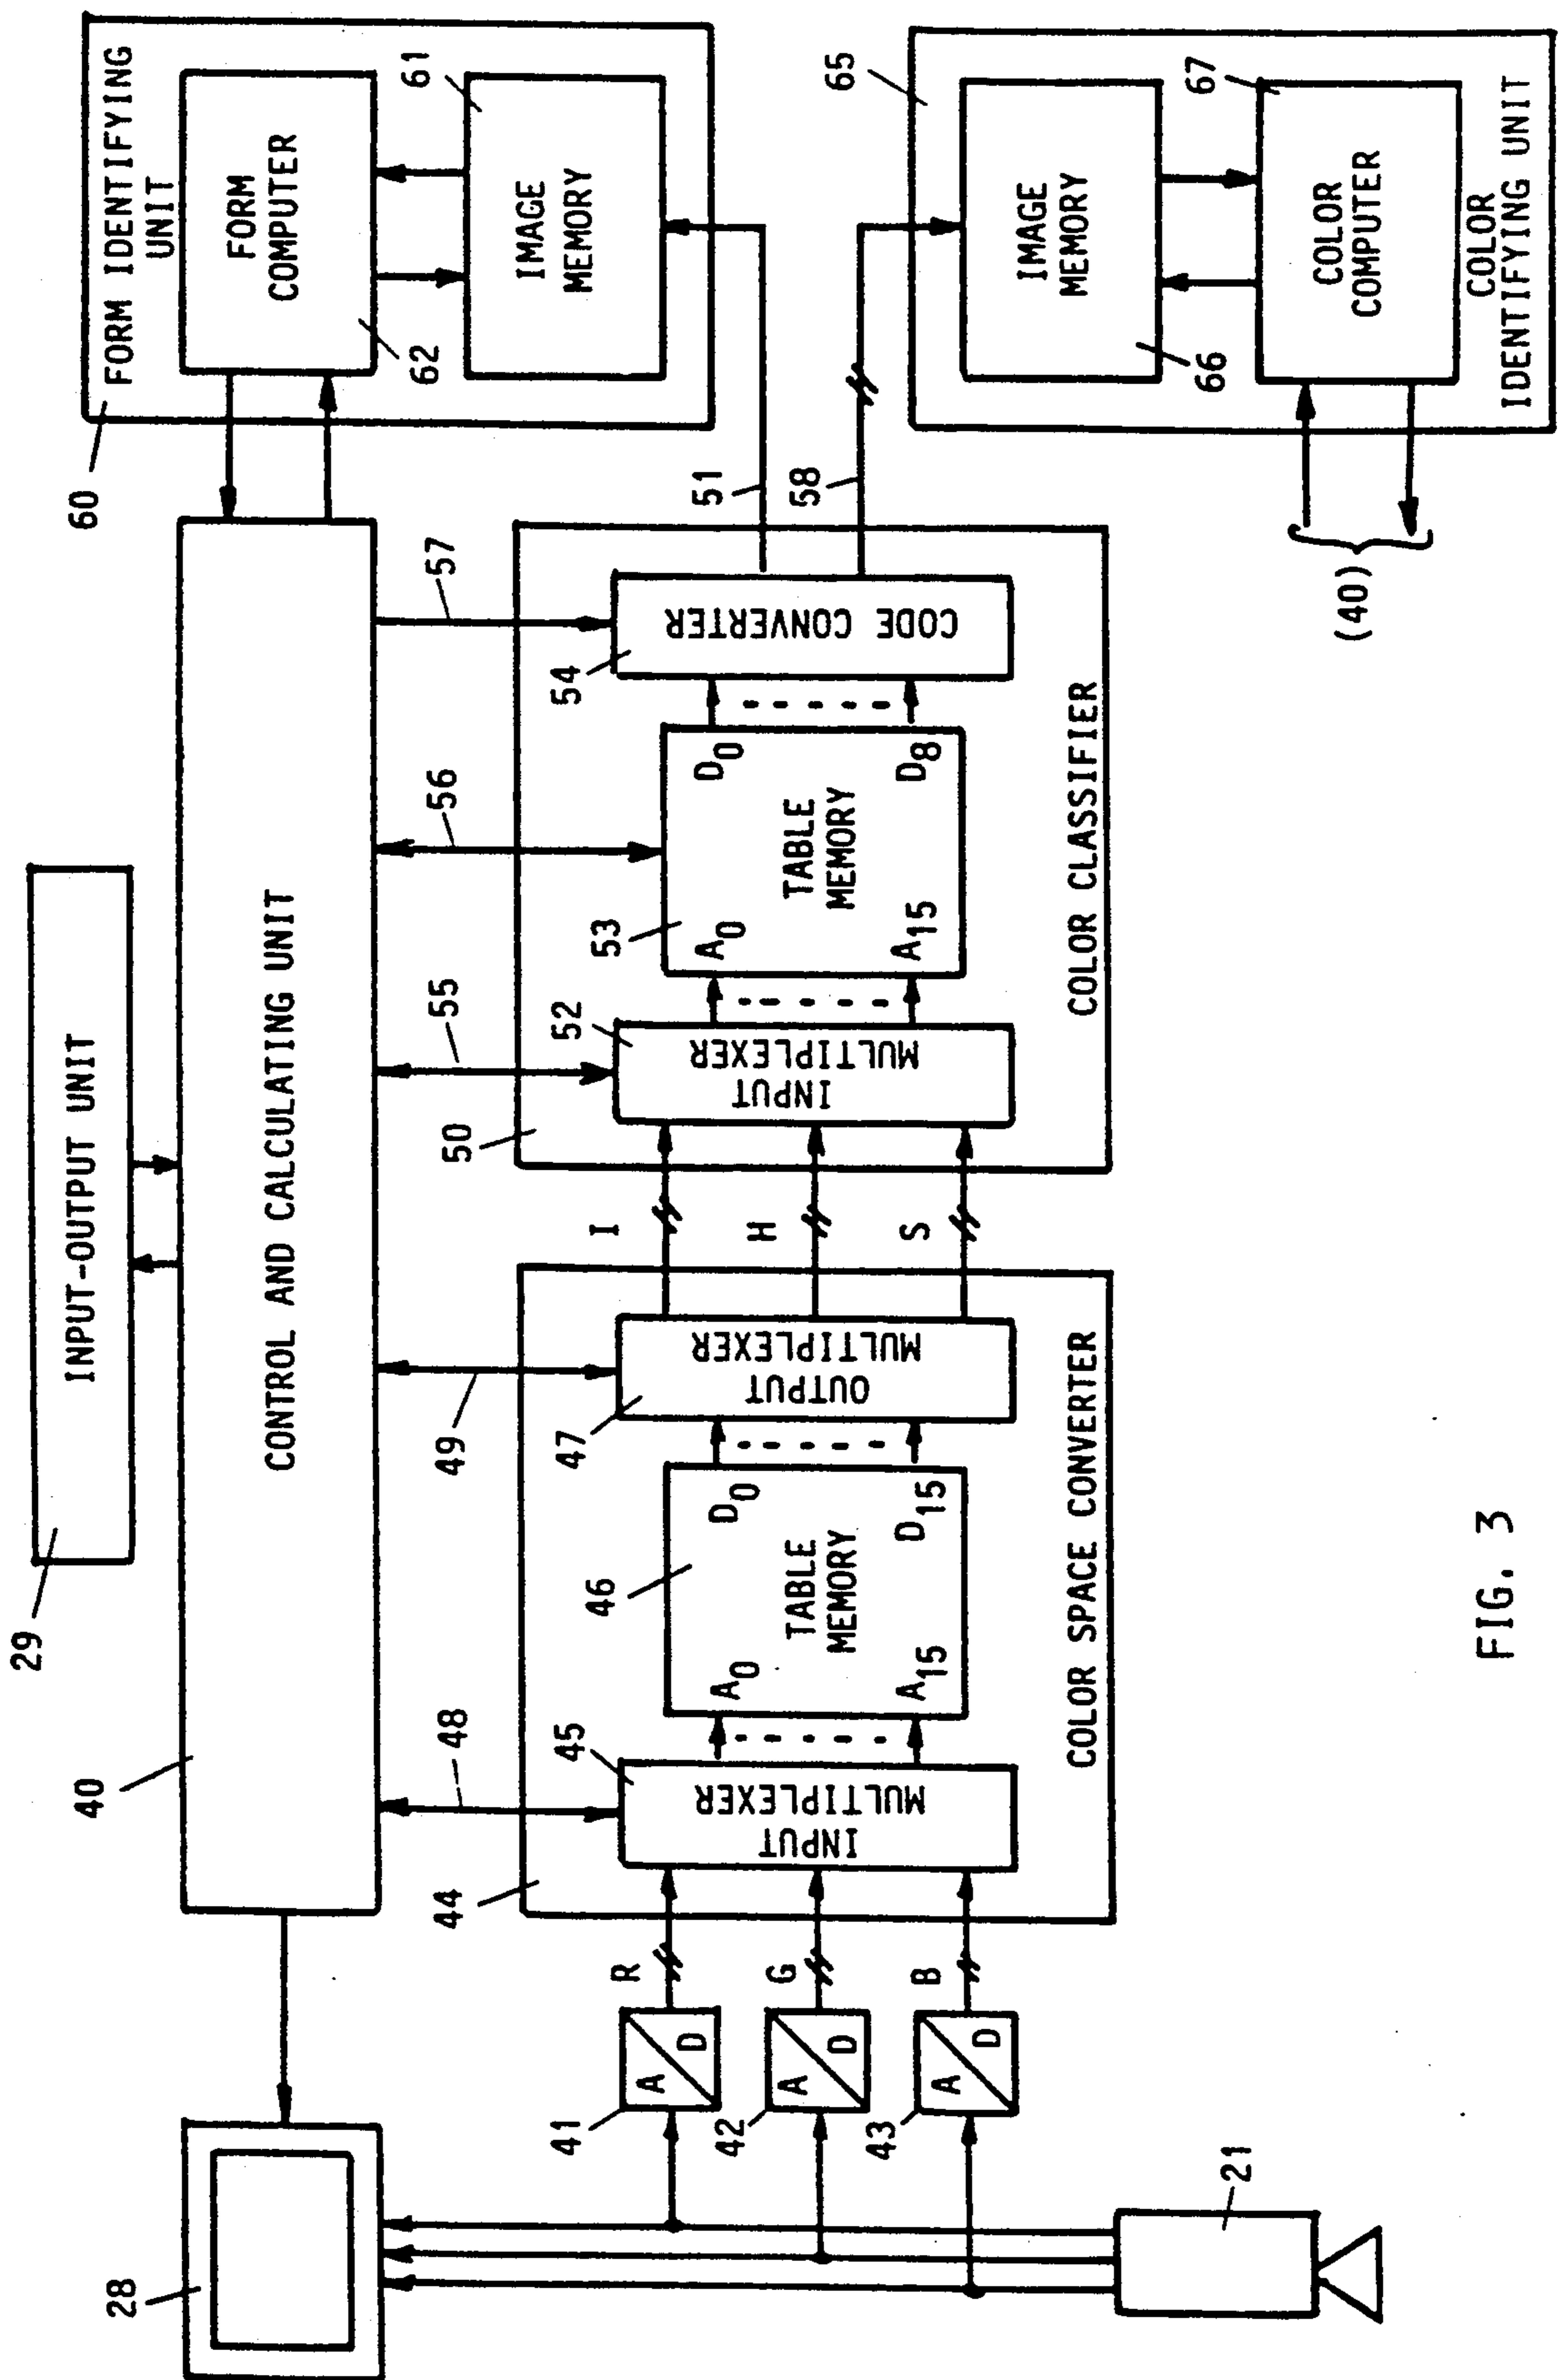 29
INPUT-OUTPUT UNIT
40
CONTROL AND CALCULATING UNIT
28
60
FORM IDENTIFYING
UNIT
FORM
COMPUTER
62
61
IMAGE
MEMORY
48
49
55
56
57
44
45
INPUT
MULTIPLEXER
46
A0
D0
TABLE
MEMORY
A15
D15
47
OUTPUT
MULTIPLEXER
COLOR SPACE CONVERTER
50
52
INPUT
MULTIPLEXER
53
A0
D0
TABLE
MEMORY
A15
D8
54
CODE CONVERTER
COLOR CLASSIFIER
51
58
41
A
D
R
42
A
D
G
43
A
D
B
I
H
S
21
65
IMAGE
MEMORY
66
67
COLOR
COMPUTER
COLOR
IDENTIFYING UNIT
(40)
FIG. 3